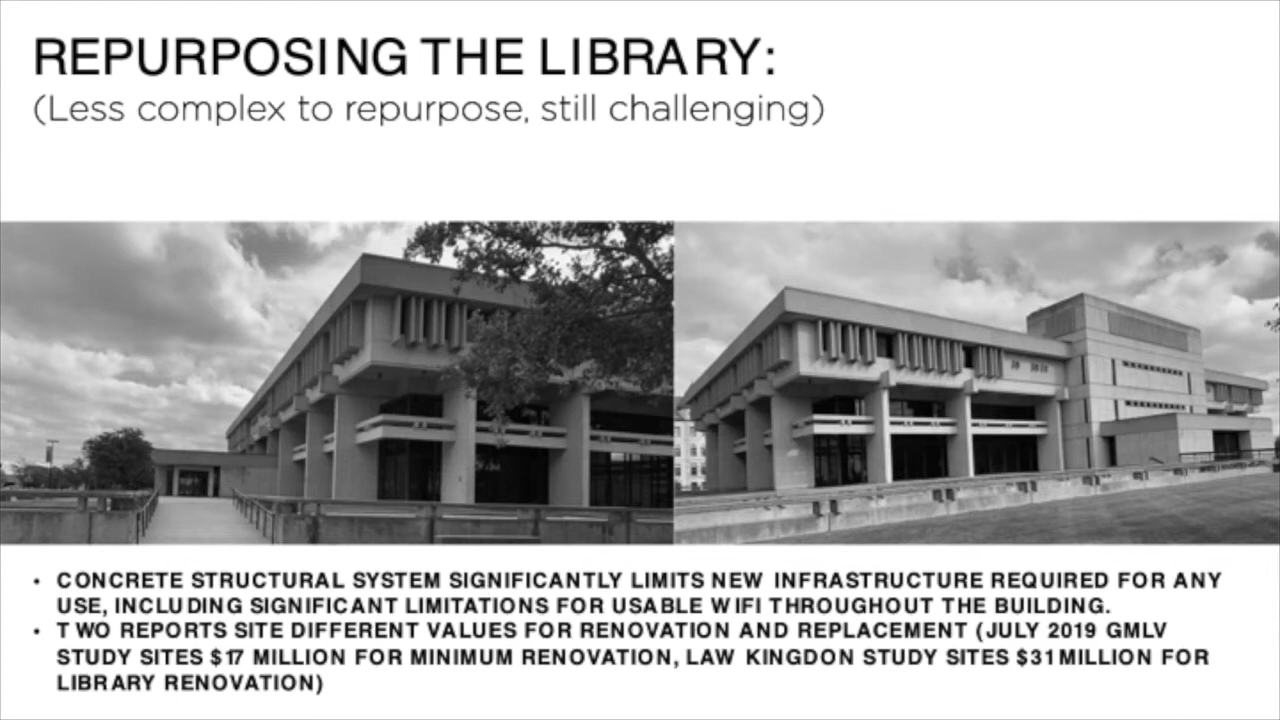 REPURPOSING THE LIBRARY:
(Less complex to repurpose, still challenging)
• CONCRETE STRUCTURAL SYSTEM SIGNIFICANTLY LIMITS NEW INFRASTRUCTURE REQUIRED FOR ANY
USE, INCLUDING SIGNIFICANT LIMITATIONS FOR USABLE WIFI THROUGHOUT THE BUILDING.
• TWO REPORTS SITE DIFFERENT VALUES FOR RENOVATION AND REPLACEMENT (JULY 2019 GMLV
STUDY SITES $17 MILLION FOR MINIMUM RENOVATION, LAW KINGDON STUDY SITES $31 MILLION FOR
LIBRARY RENOVATION)